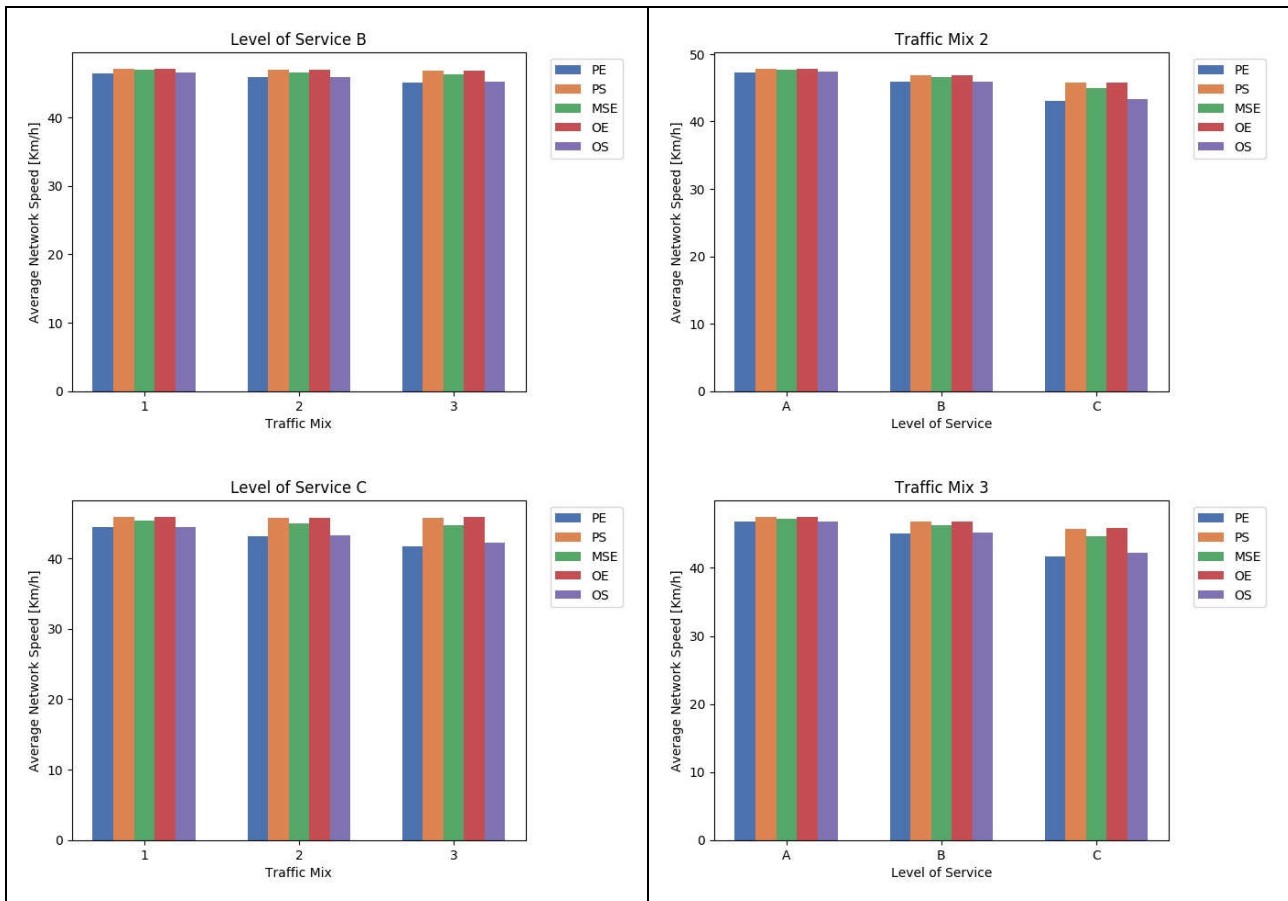 Level of Service B
Average Network Speed [Km/h]
40
30
20
10
0
1
2
3
Traffic Mix
PE
PS
MSE
OE
OS
Traffic Mix 2
Average Network Speed [Km/h]
50
40
30
20
10
0
A
B
C
Level of Service
PE
PS
MSE
OE
OS
Level of Service C
Average Network Speed [Km/h]
40
30
20
10
0
1
2
3
Traffic Mix
PE
PS
MSE
OE
OS
Traffic Mix 3
Average Network Speed [Km/h]
40
30
20
10
0
A
B
C
Level of Service
PE
PS
MSE
OE
OS